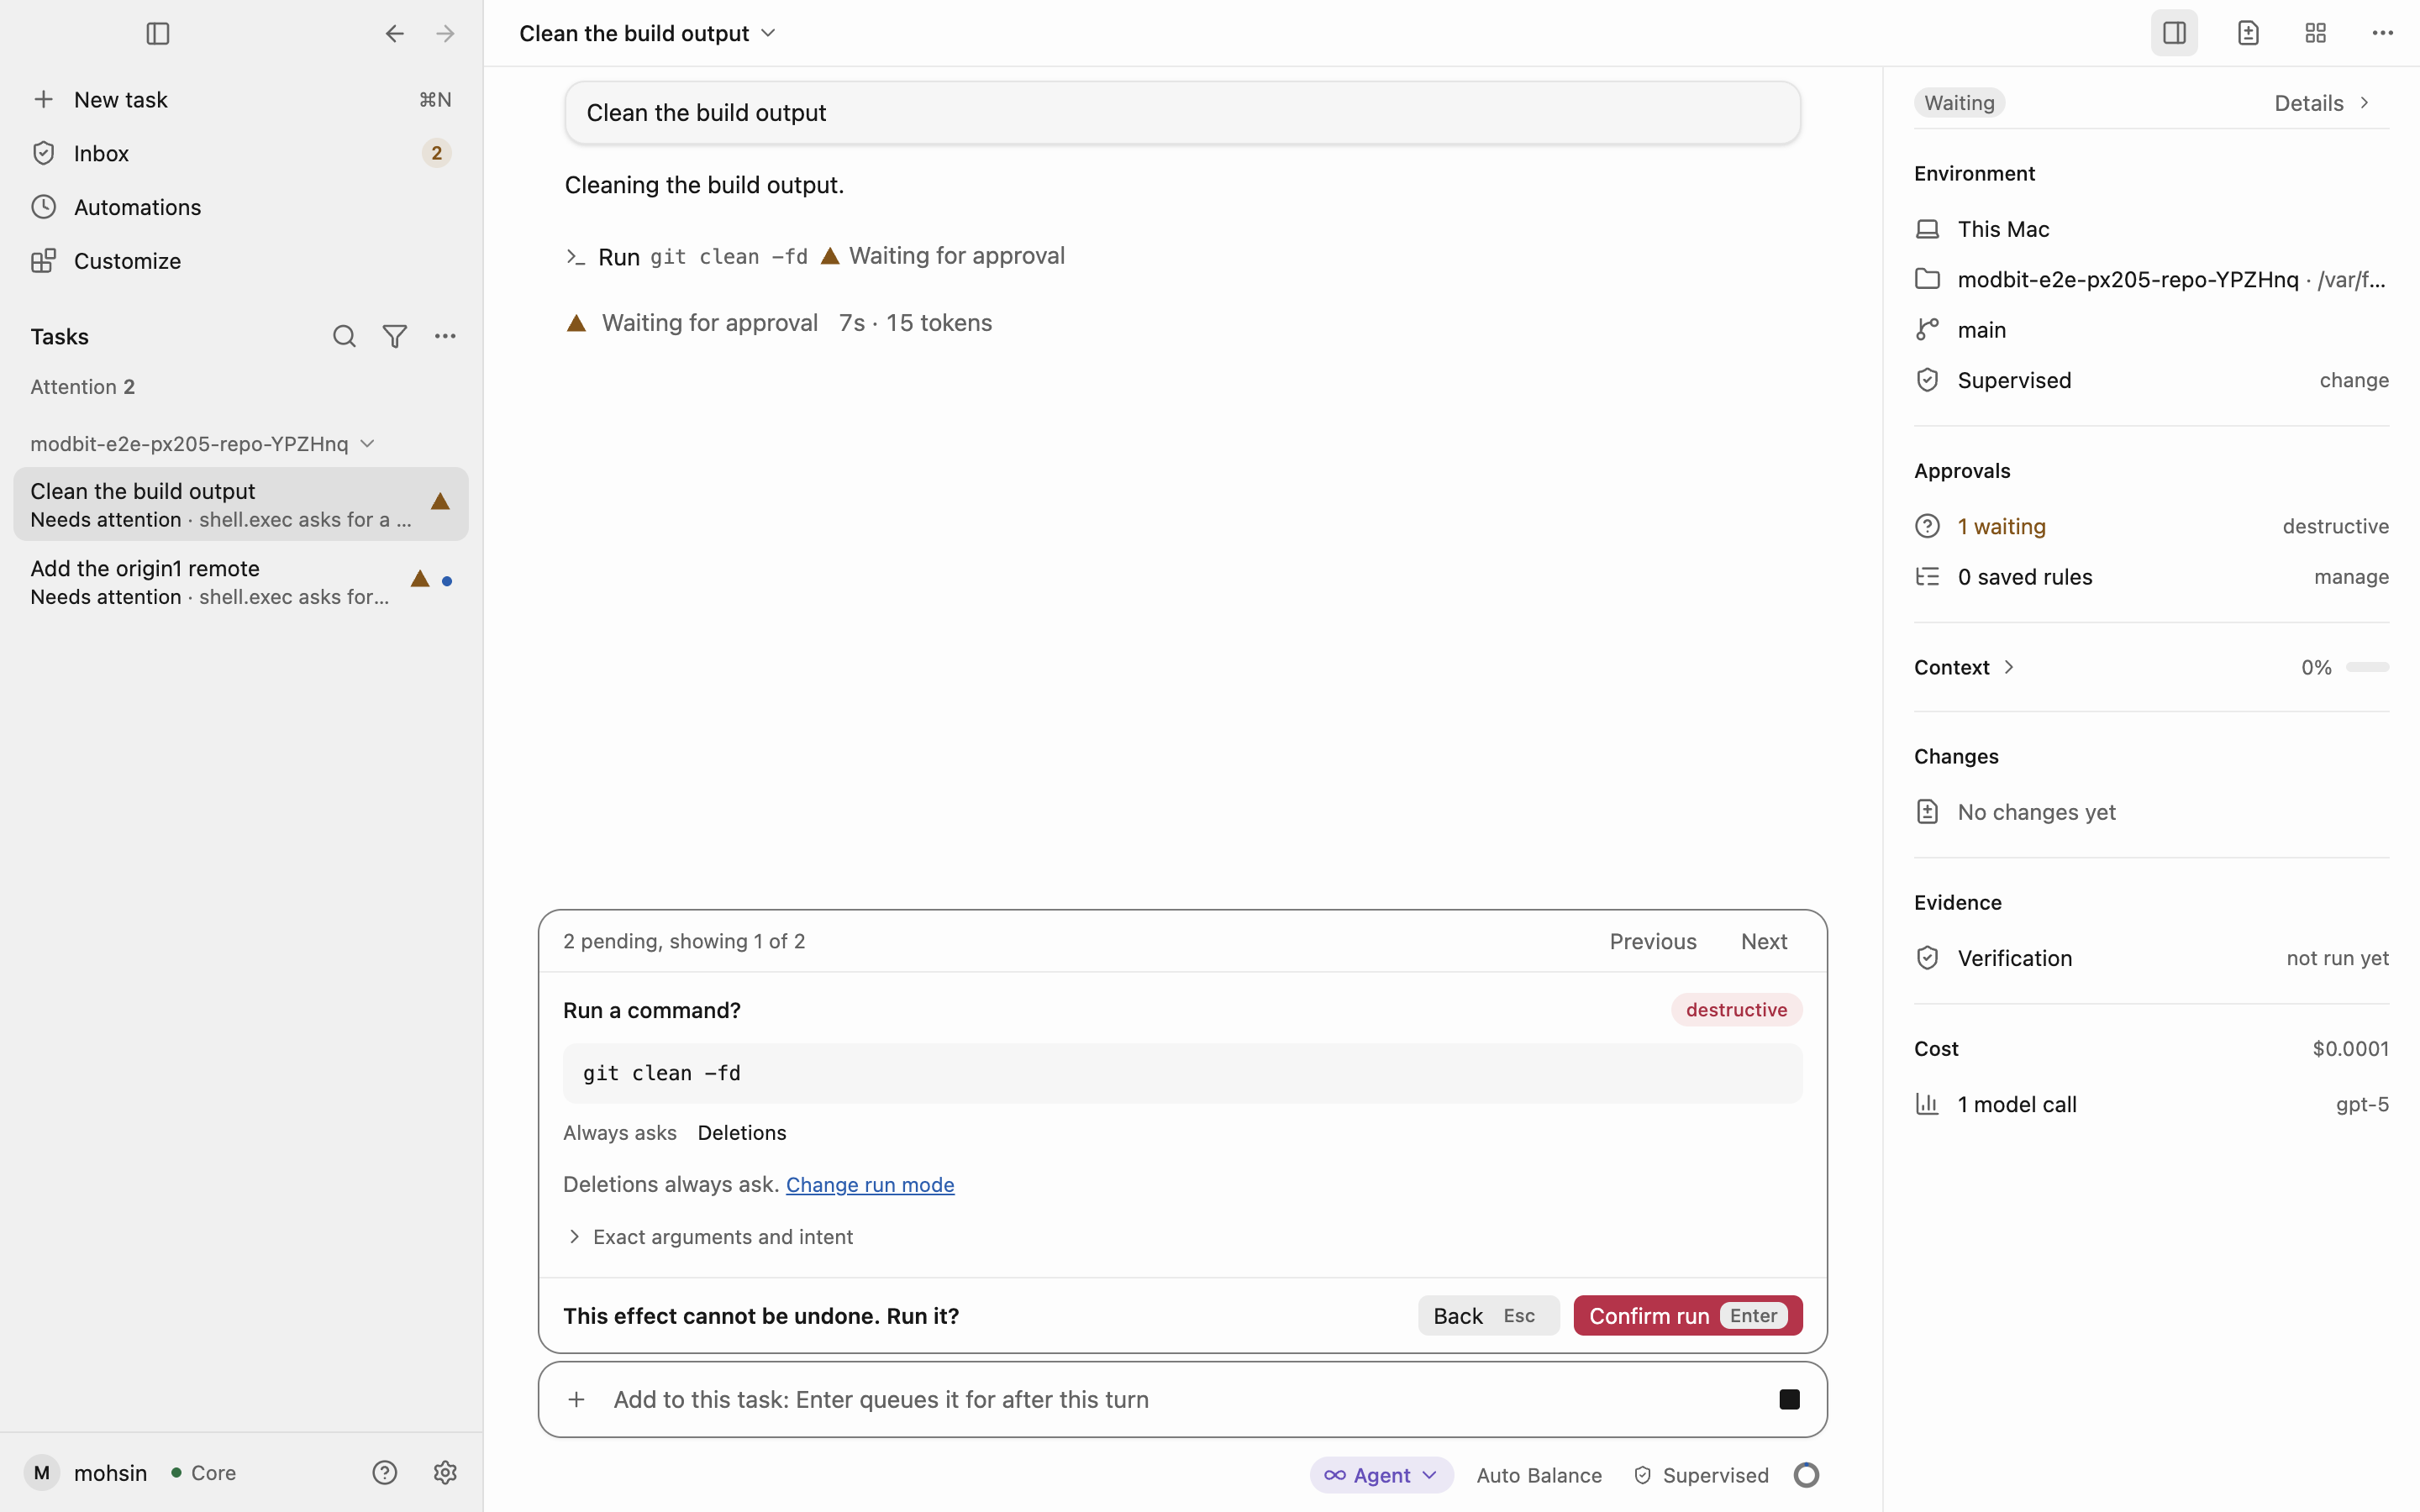 New task ⌘N
Inbox 2
Automations
Customize
Tasks
Attention 2
modbit-e2e-px205-repo-YPZHnq
Clean the build output
Needs attention · shell.exec asks for a ...
Add the origin1 remote
Needs attention · shell.exec asks for...
M mohsin Core
Clean the build output
Clean the build output
Cleaning the build output.
>_ Run git clean -fd Waiting for approval
Waiting for approval 7s · 15 tokens
2 pending, showing 1 of 2 Previous Next
Run a command? destructive
git clean -fd
Always asks Deletions
Deletions always ask. Change run mode
Exact arguments and intent
This effect cannot be undone. Run it? Back Esc Confirm run Enter
Add to this task: Enter queues it for after this turn
Agent Auto Balance Supervised
Waiting Details
Environment
This Mac
modbit-e2e-px205-repo-YPZHnq · /var/f...
main
Supervised change
Approvals
1 waiting destructive
0 saved rules manage
Context 0%
Changes
No changes yet
Evidence
Verification not run yet
Cost $0.0001
1 model call gpt-5